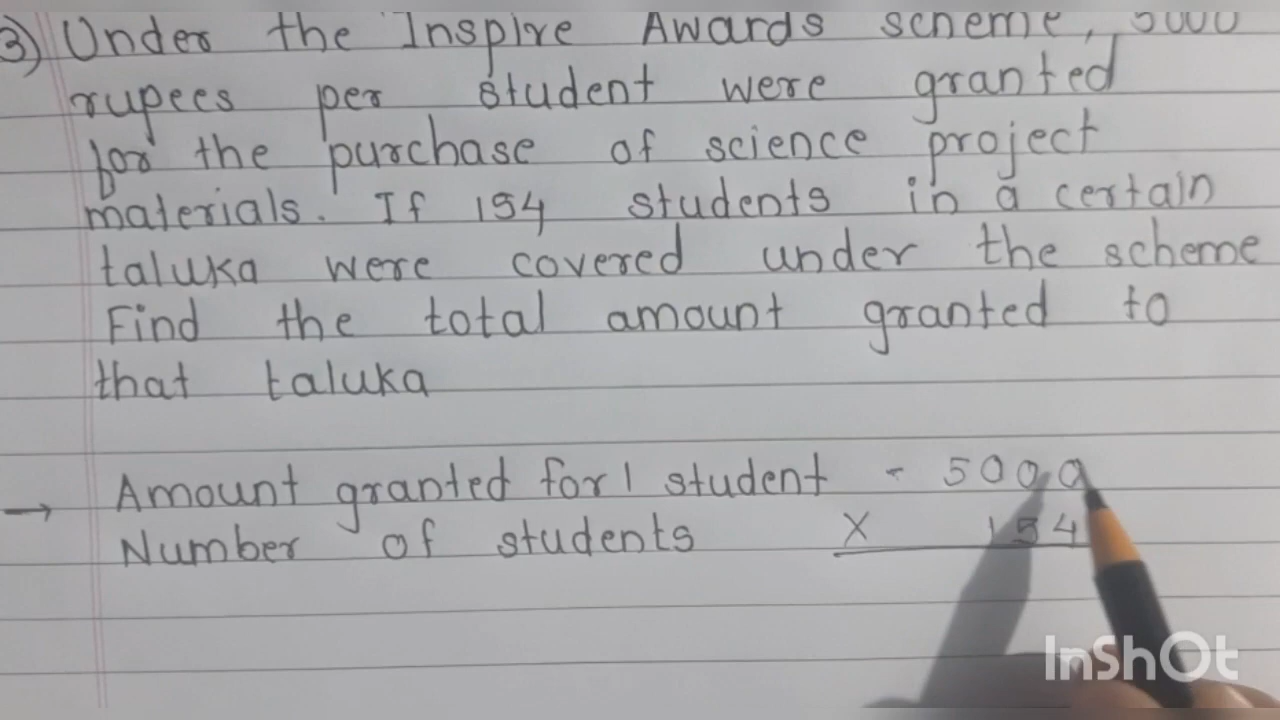 3) Under the Inspire Awards scheme, 5000
rupees per student were granted
for the purchase of science project
materials. If 154 students in a certain
taluka were covered under the scheme
Find the total amount granted to
that taluka
→ Amount granted for 1 student - 5000
Number of students X 154
InShOt